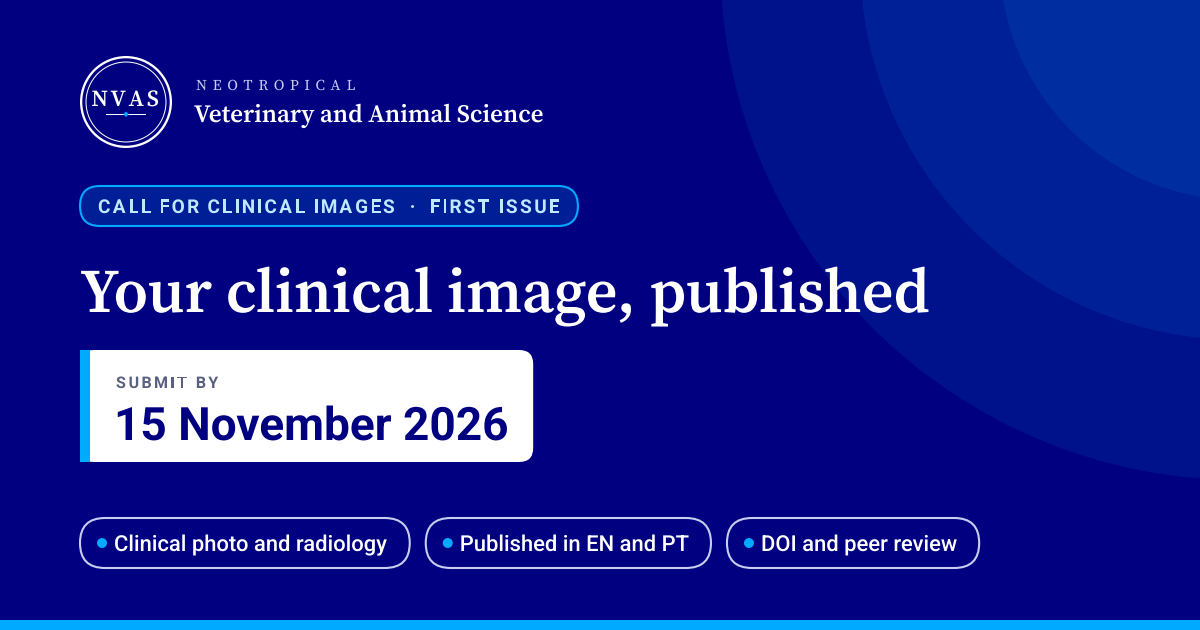 NVAS
NEOTROPICAL
Veterinary and Animal Science
CALL FOR CLINICAL IMAGES · FIRST ISSUE
Your clinical image, published
SUBMIT BY
15 November 2026
Clinical photo and radiology
Published in EN and PT
DOI and peer review